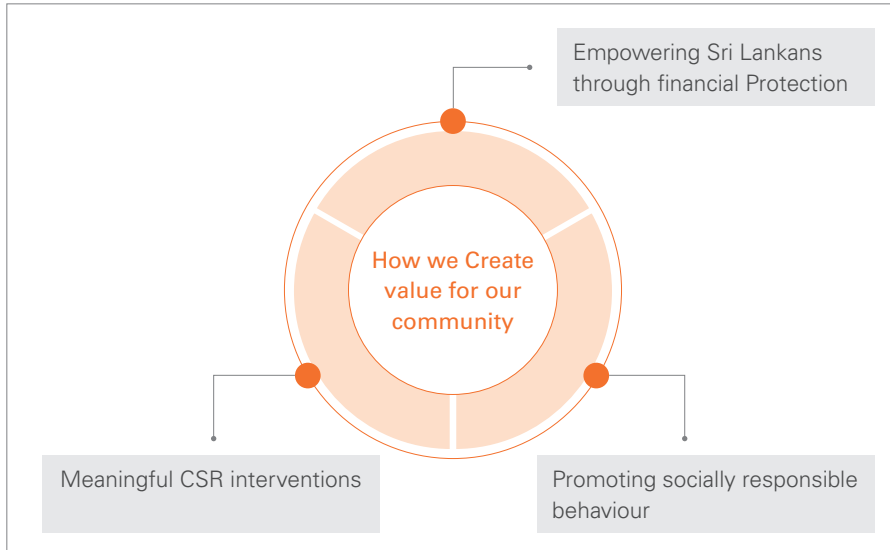 Empowering Sri Lankans
through financial Protection
How we Create
value for our
community
Meaningful CSR interventions
Promoting socially responsible
behaviour